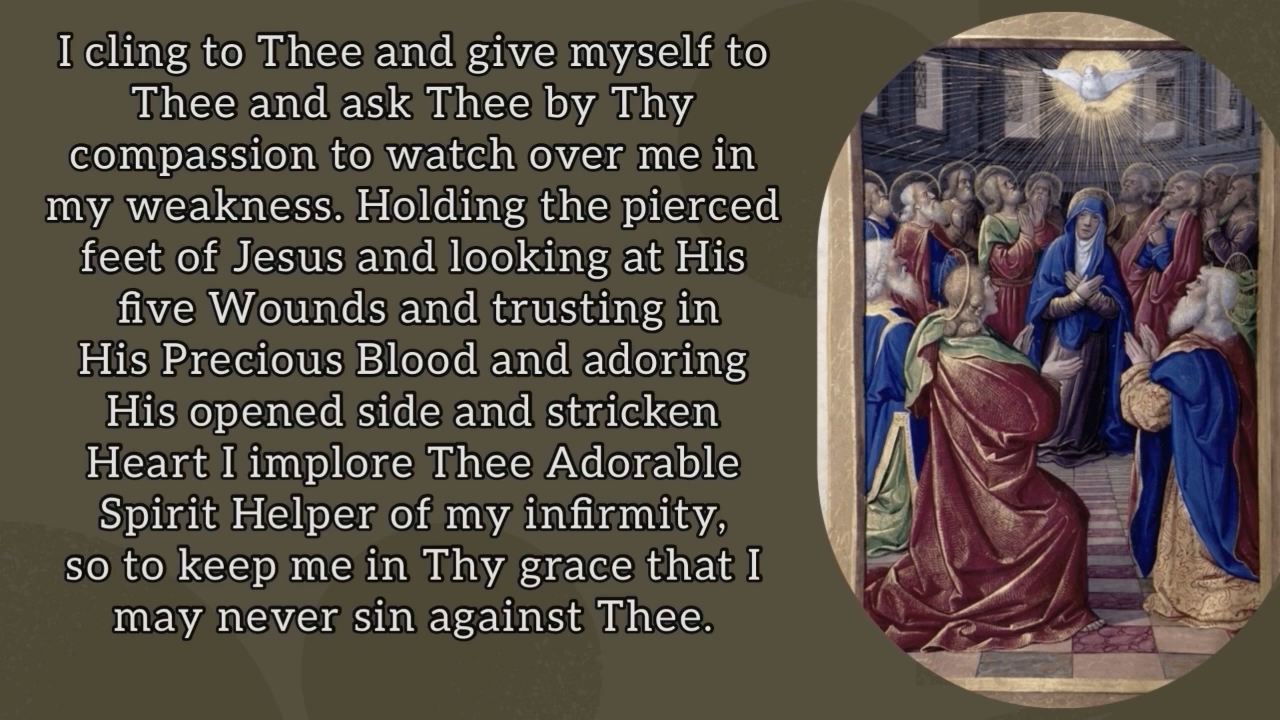 I cling to Thee and give myself to
Thee and ask Thee by Thy
compassion to watch over me in
my weakness. Holding the pierced
feet of Jesus and looking at His
five Wounds and trusting in
His Precious Blood and adoring
His opened side and stricken
Heart I implore Thee Adorable
Spirit Helper of my infirmity,
so to keep me in Thy grace that I
may never sin against Thee.